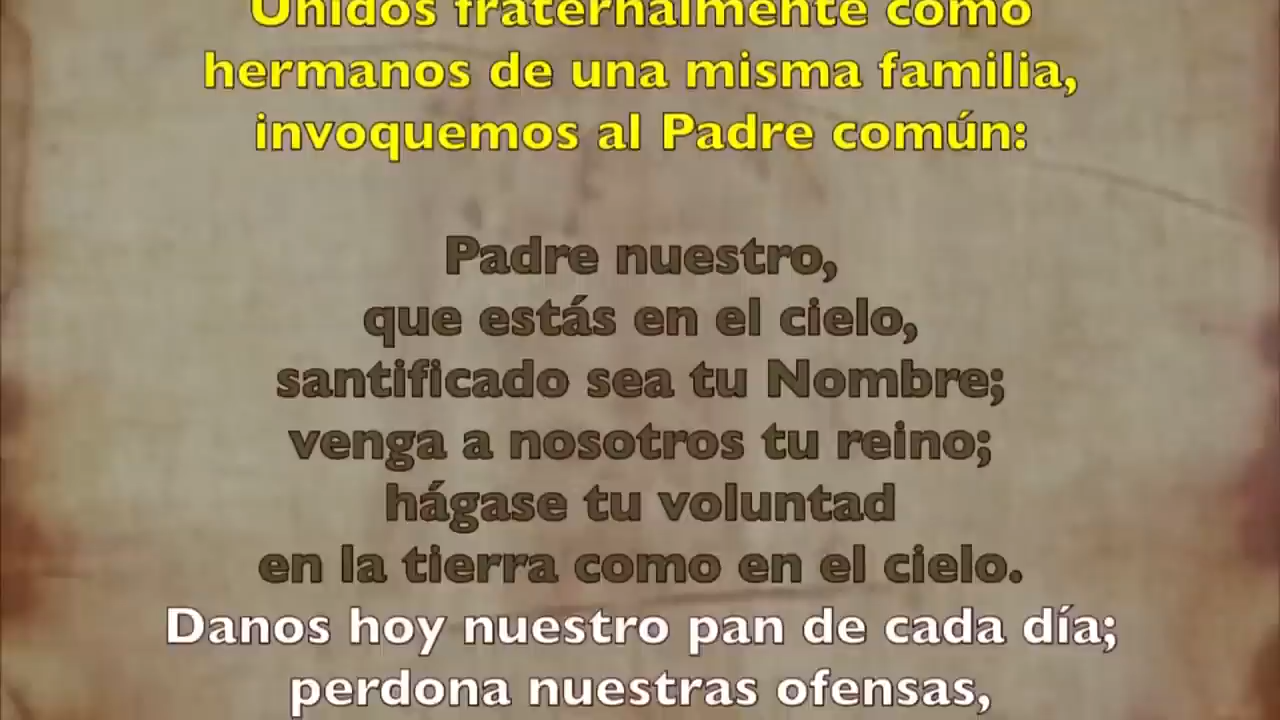 Unidos fraternalmente como
hermanos de una misma familia,
invoquemos al Padre común:
Padre nuestro,
que estás en el cielo,
santificado sea tu Nombre;
venga a nosotros tu reino;
hágase tu voluntad
en la tierra como en el cielo.
Danos hoy nuestro pan de cada día;
perdona nuestras ofensas,